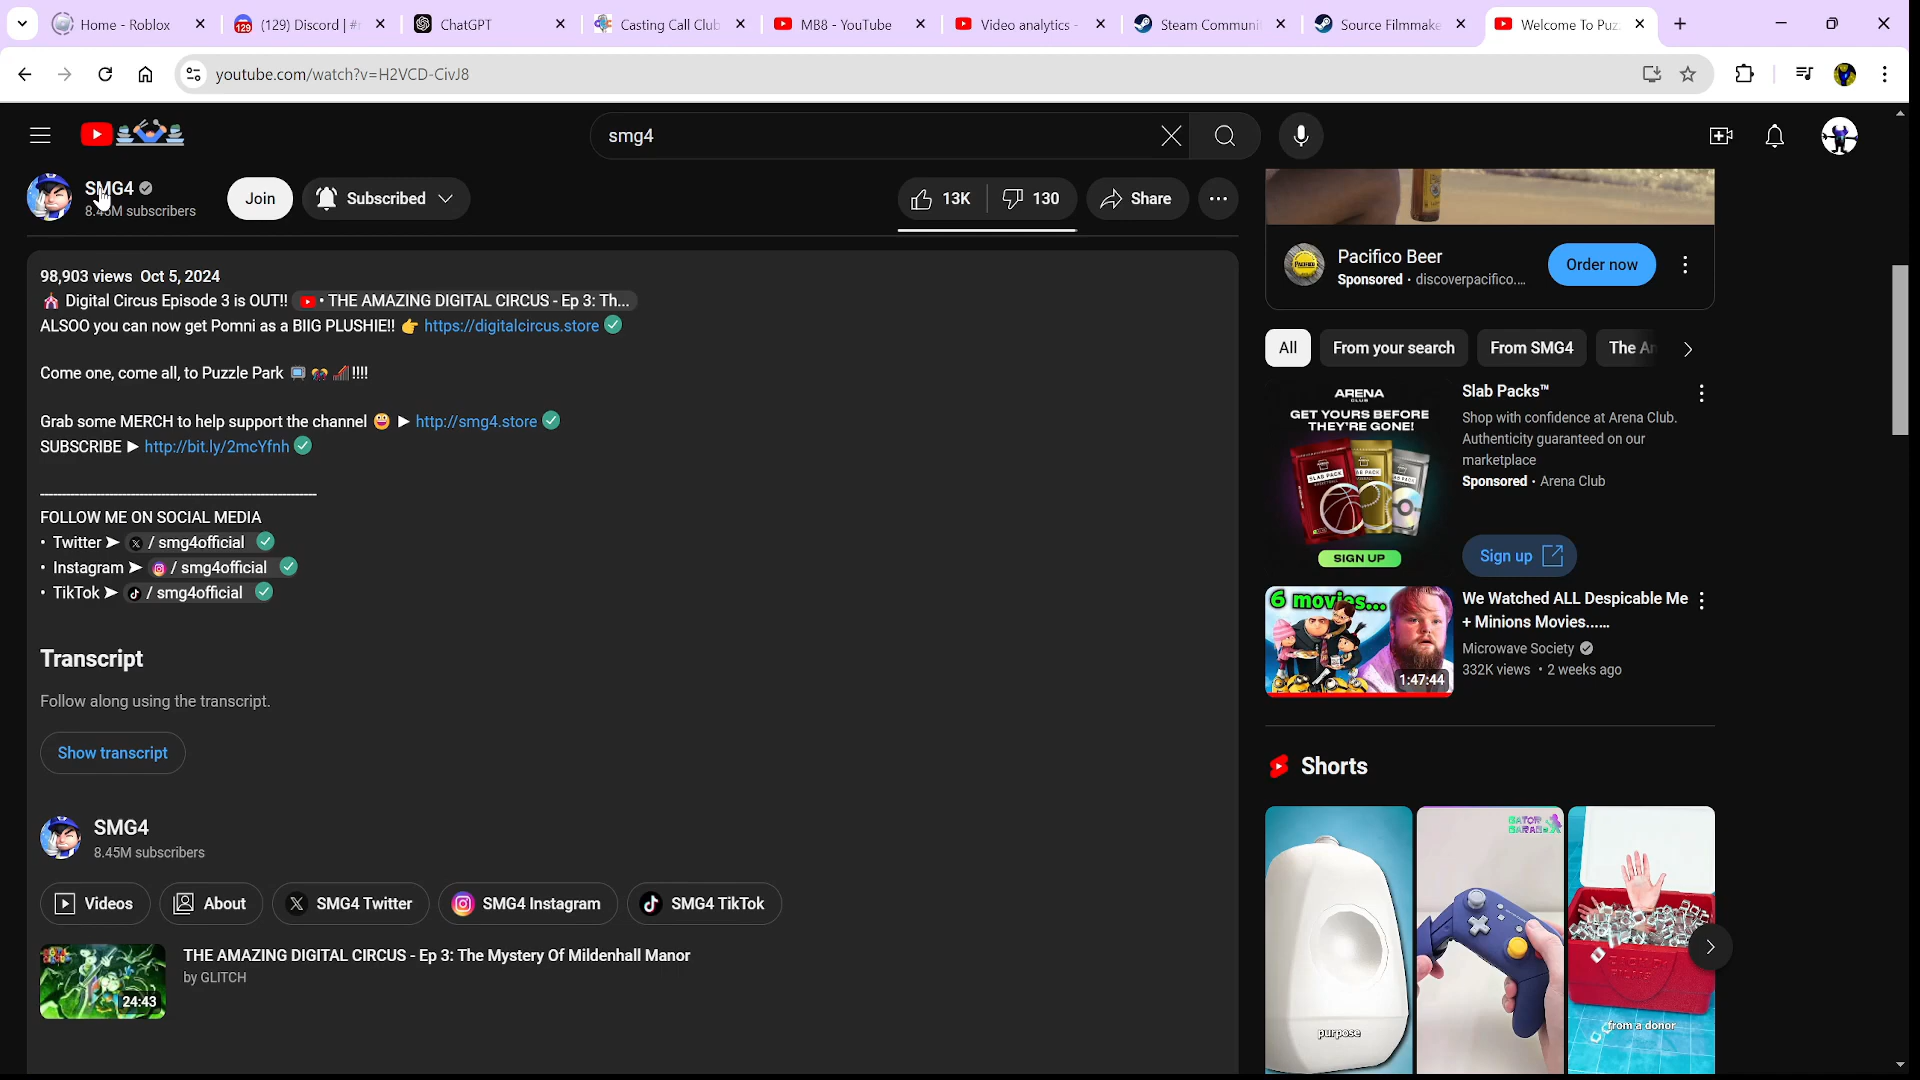 Home - Roblox
(129) Discord | #
ChatGPT
Casting Call Club
MB8 - YouTube
Video analytics -
Steam Communi
Source Filmmake
Welcome To Puz
youtube.com/watch?v=H2VCD-CivJ8
smg4
SMG4
8.45M subscribers
Join
Subscribed
13K
130
Share
98,903 views Oct 5, 2024
Digital Circus Episode 3 is OUT!! • THE AMAZING DIGITAL CIRCUS - Ep 3: Th...
ALSOO you can now get Pomni as a BIIG PLUSHIE!! 👉 https://digitalcircus.store
Come one, come all, to Puzzle Park !!!!
Grab some MERCH to help support the channel 😃 ► http://smg4.store
SUBSCRIBE ► http://bit.ly/2mcYfnh
----------------------------------------------------------------
FOLLOW ME ON SOCIAL MEDIA
• Twitter ➤ / smg4official
• Instagram ➤ / smg4official
• TikTok ➤ / smg4official
Transcript
Follow along using the transcript.
Show transcript
SMG4
8.45M subscribers
Videos
About
SMG4 Twitter
SMG4 Instagram
SMG4 TikTok
THE AMAZING DIGITAL CIRCUS - Ep 3: The Mystery Of Mildenhall Manor
by GLITCH
24:43
Pacifico Beer
Sponsored • discoverpacifico....
Order now
All
From your search
From SMG4
The Am
ARENA
CLUB
GET YOURS BEFORE
THEY'RE GONE!
SLAB PACK
SIGN UP
Slab Packs™
Shop with confidence at Arena Club.
Authenticity guaranteed on our
marketplace
Sponsored • Arena Club
Sign up
6 movies...
1:47:44
We Watched ALL Despicable Me
+ Minions Movies......
Microwave Society
332K views • 2 weeks ago
Shorts
purpose
GATOR
from a donor